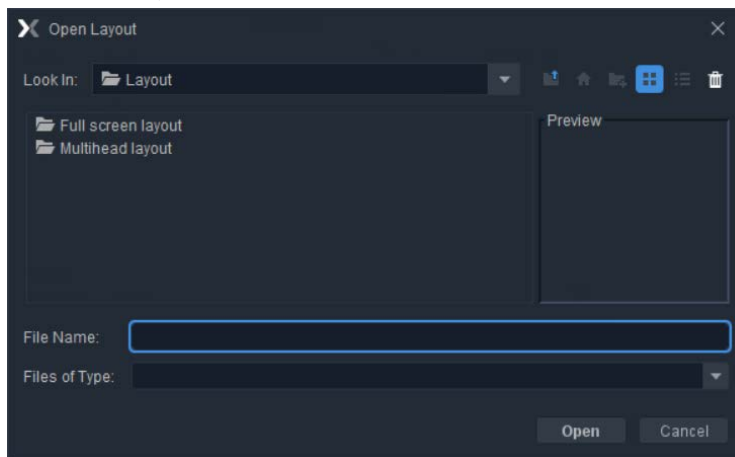 Open Layout
Look In: Layout
Full screen layout
Multihead layout
Preview
File Name:
Files of Type:
Open Cancel